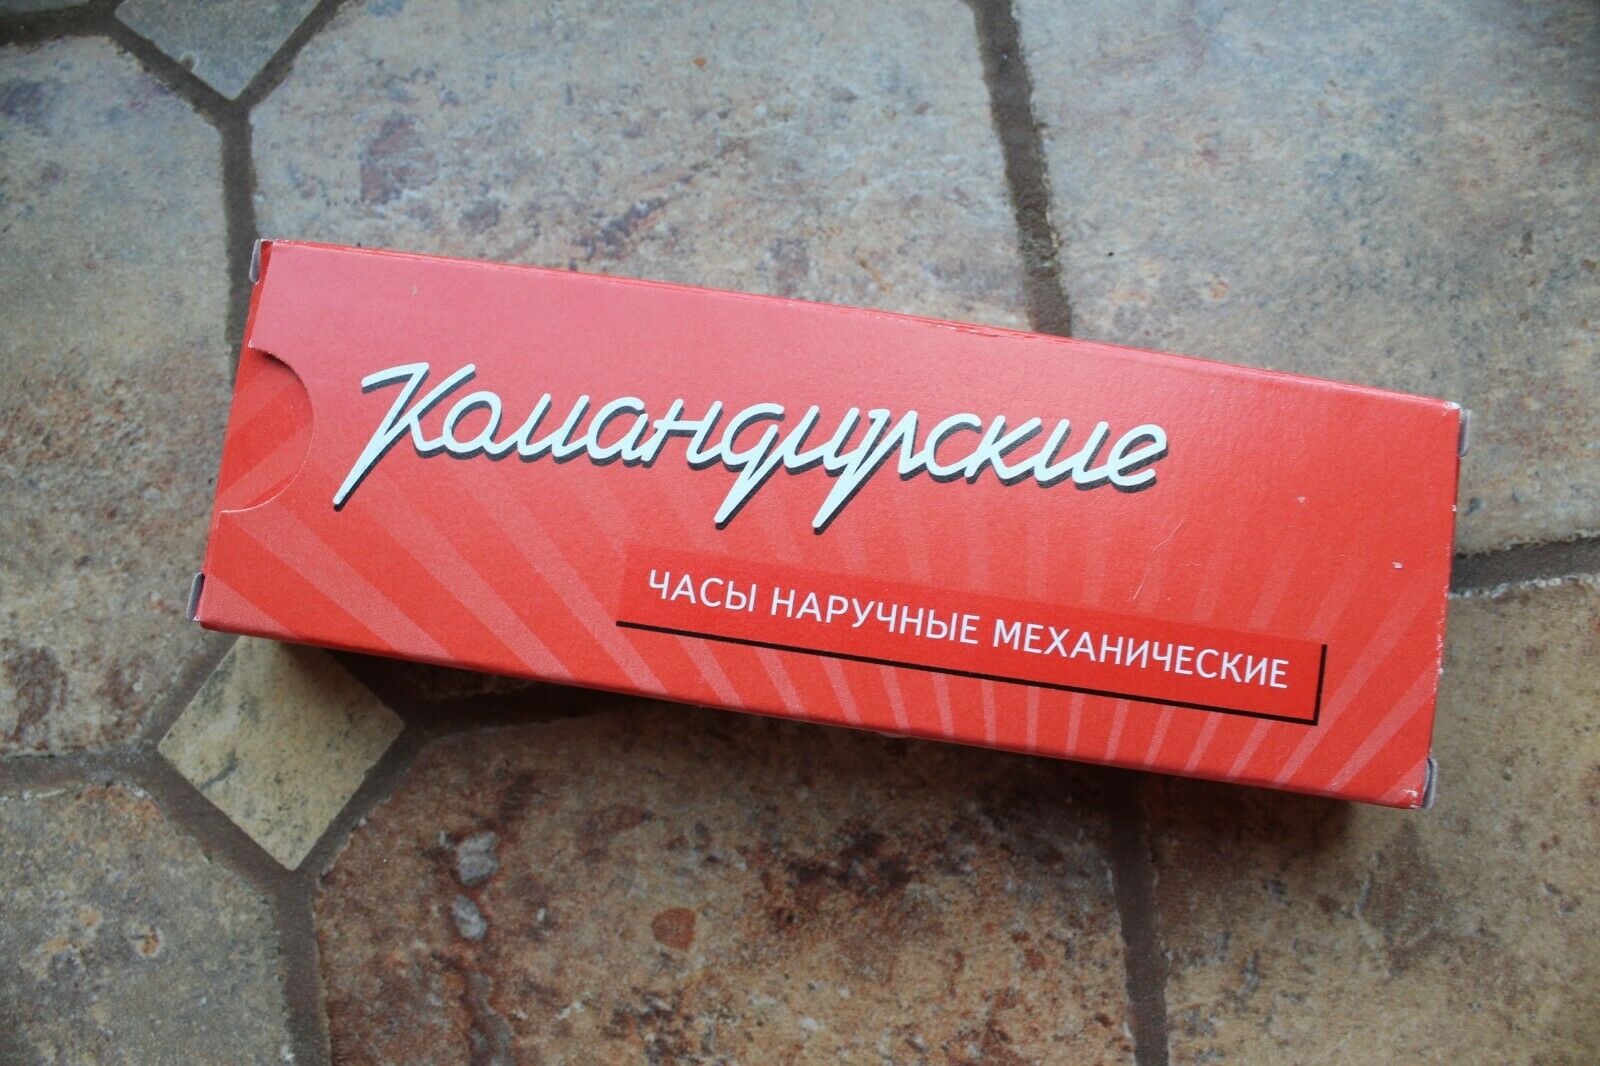 Командирские
ЧАСЫ НАРУЧНЫЕ МЕХАНИЧЕСКИЕ